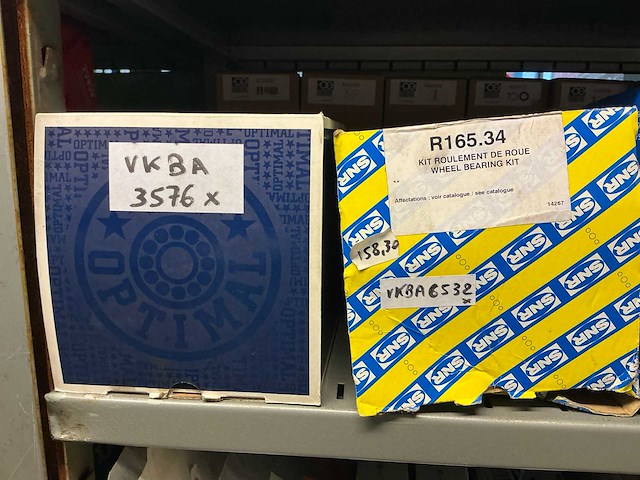 VKBA
3576 x
OPTIMAL
R165.34
KIT ROULEMENT DE ROUE
WHEEL BEARING KIT
Affectations : voir catalogue / see catalogue
14267
158,30
VKBA6532
x
SNR